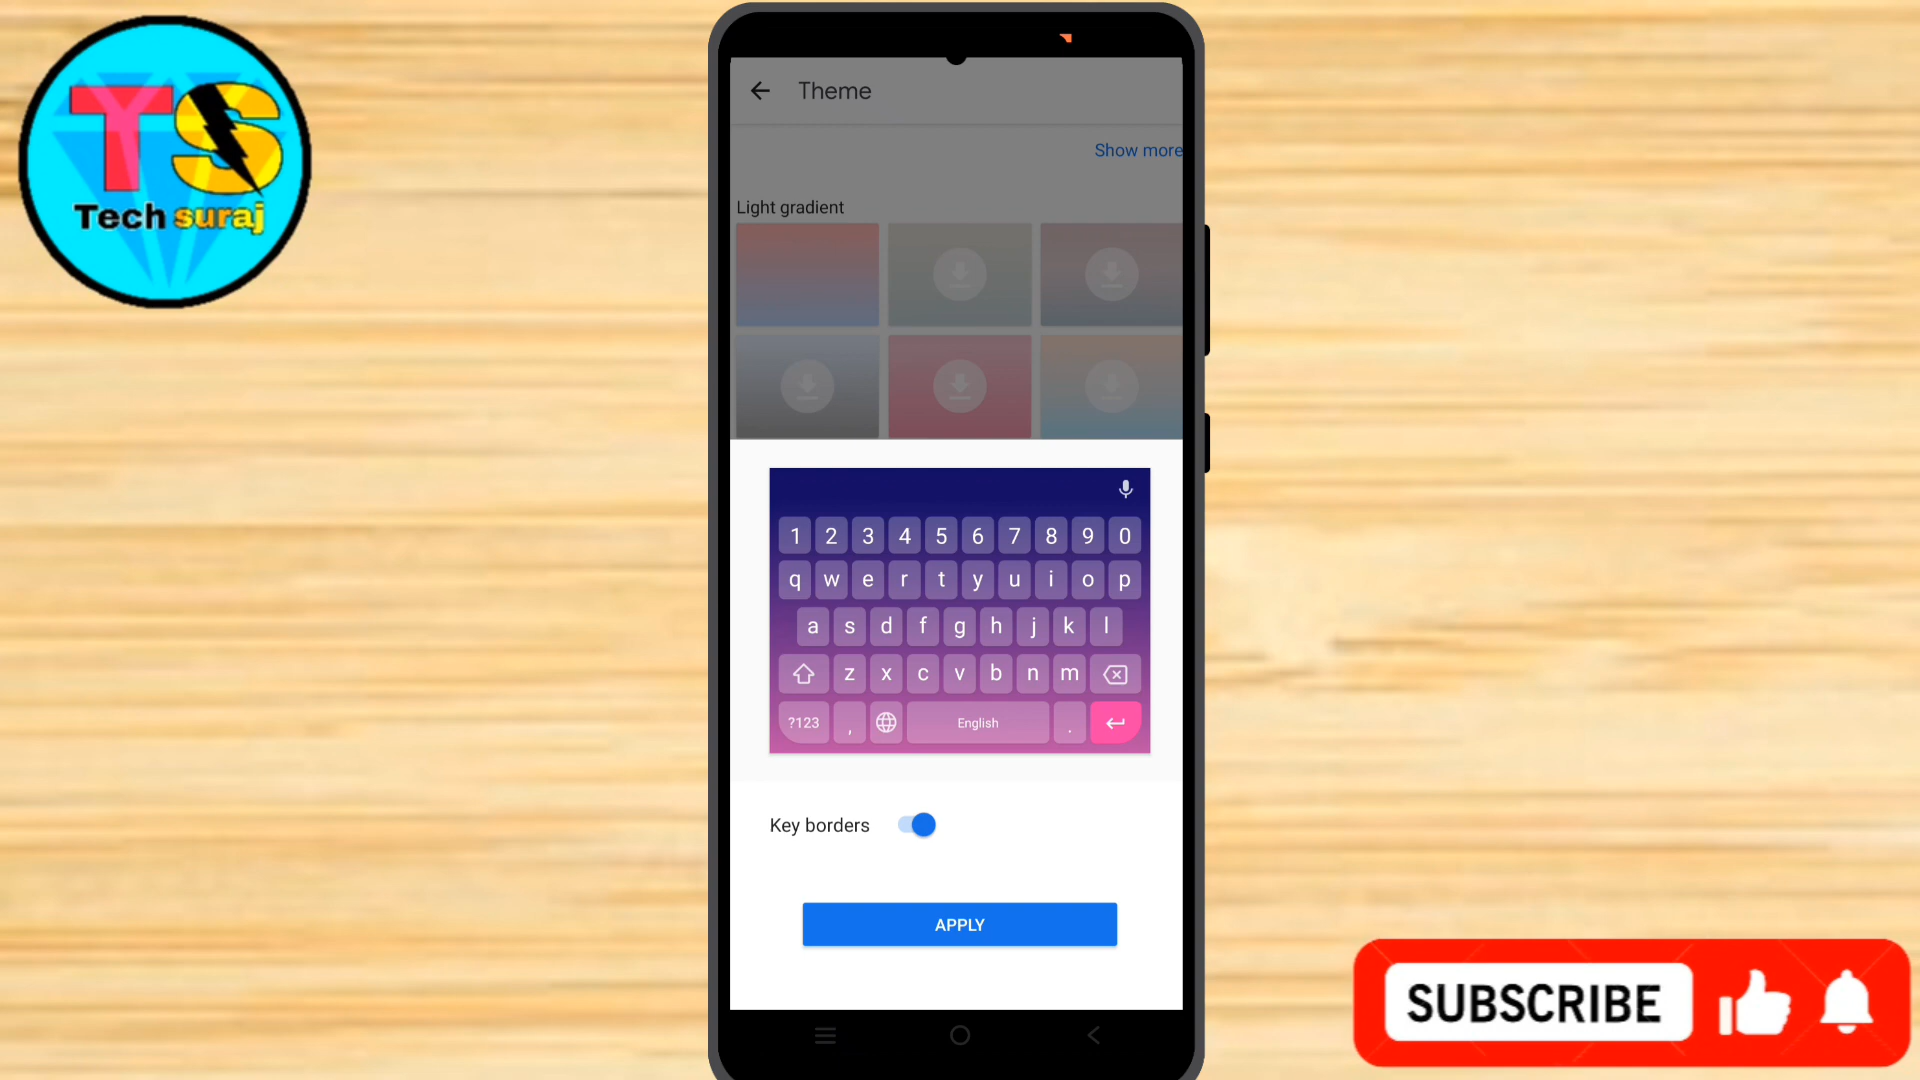 TS
Tech suraj
Theme
Show more
Light gradient
1 2 3 4 5 6 7 8 9 0
q w e r t y u i o p
a s d f g h j k l
z x c v b n m
?123 , English .
Key borders
APPLY
SUBSCRIBE